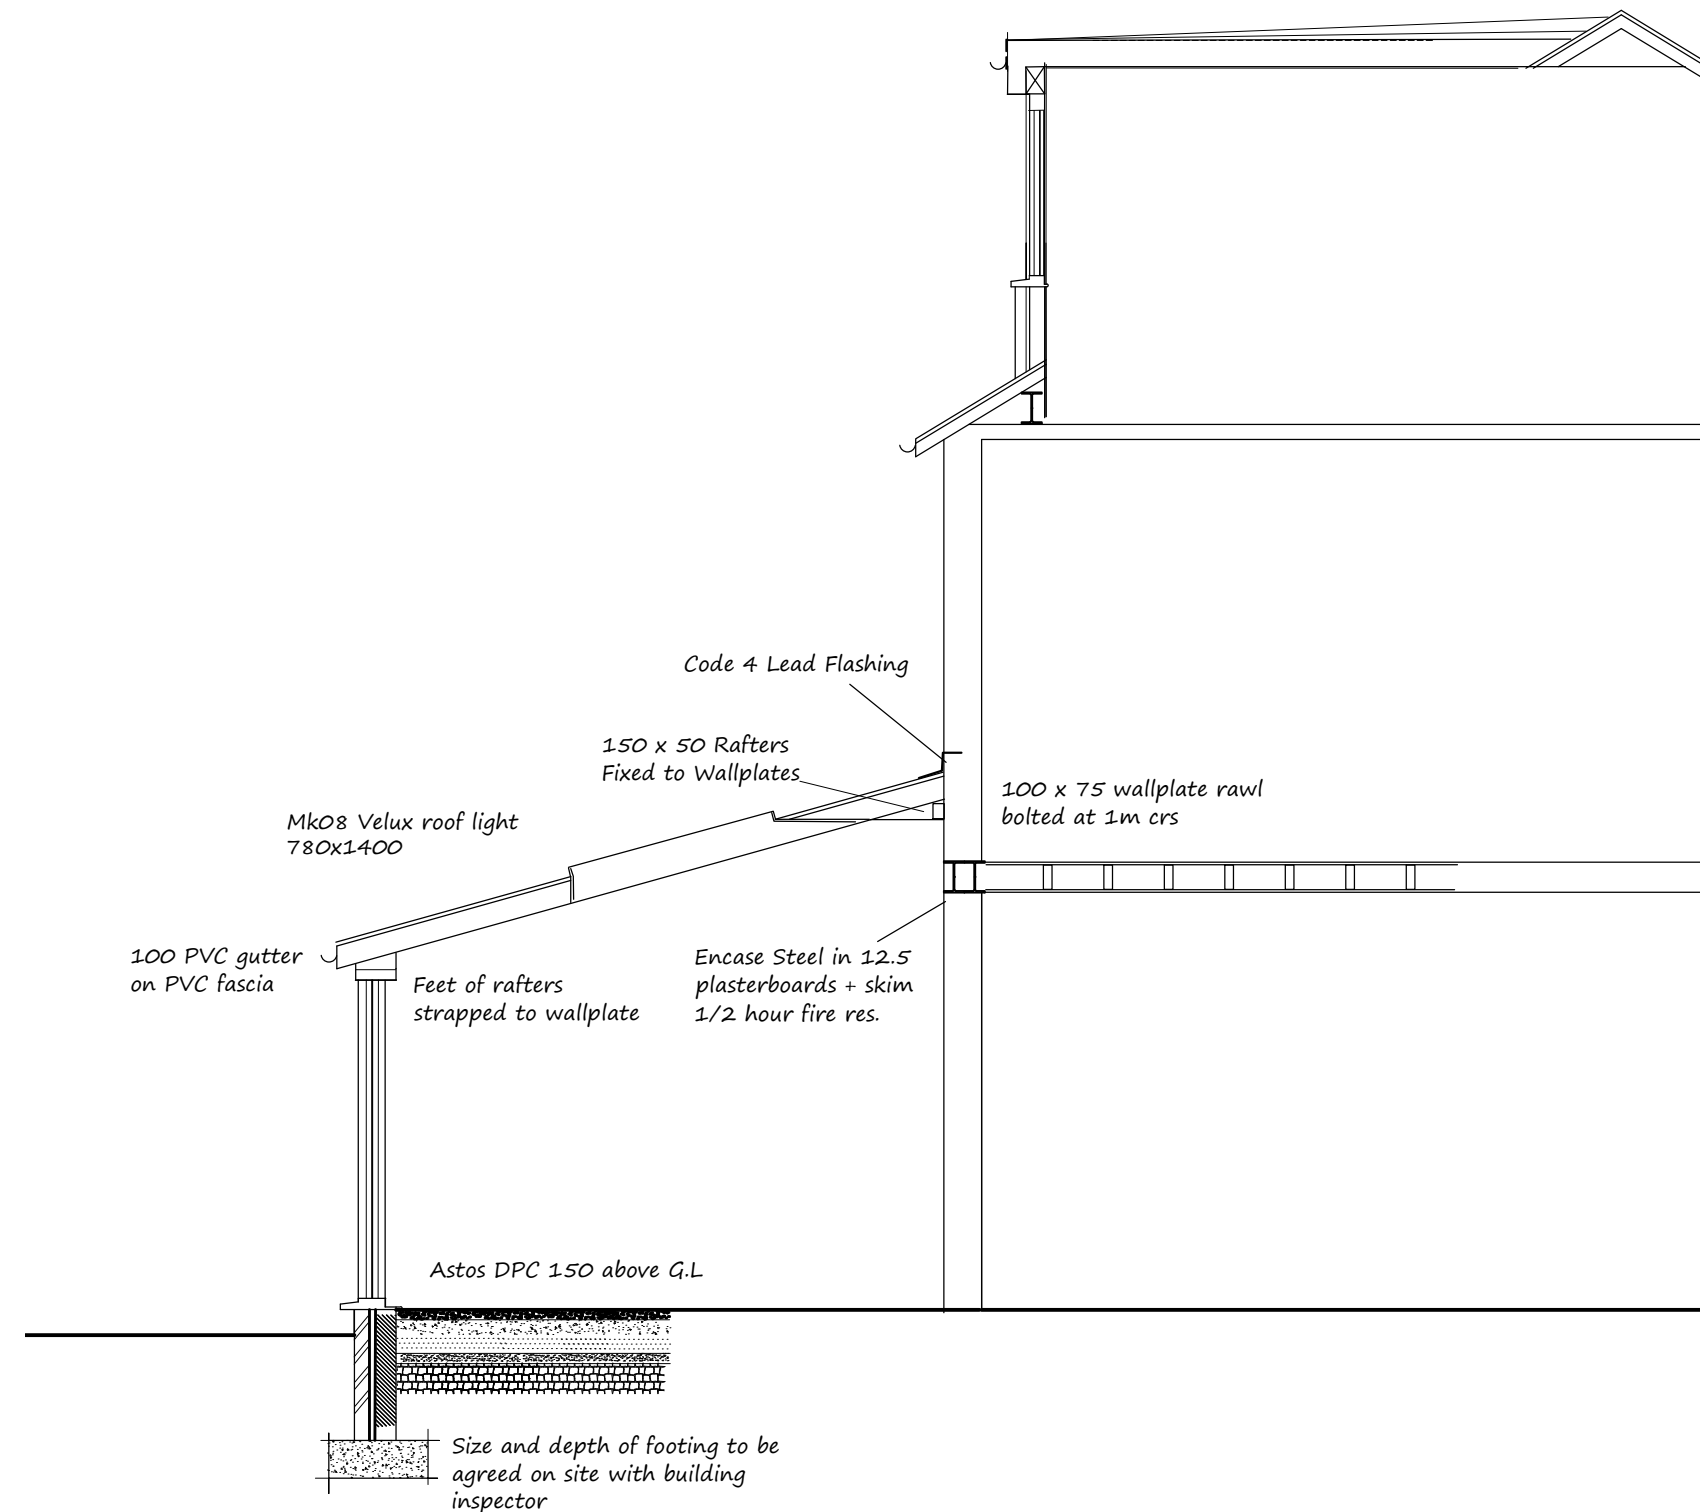 Code 4 Lead Flashing
150 x 50 Rafters
Fixed to Wallplates
100 x 75 wallplate rawl
bolted at 1m crs
Mk08 Velux roof light
780x1400
100 PVC gutter
on PVC fascia
Feet of rafters
strapped to wallplate
Encase Steel in 12.5
plasterboards + skim
1/2 hour fire res.
Astos DPC 150 above G.L
Size and depth of footing to be
agreed on site with building
inspector